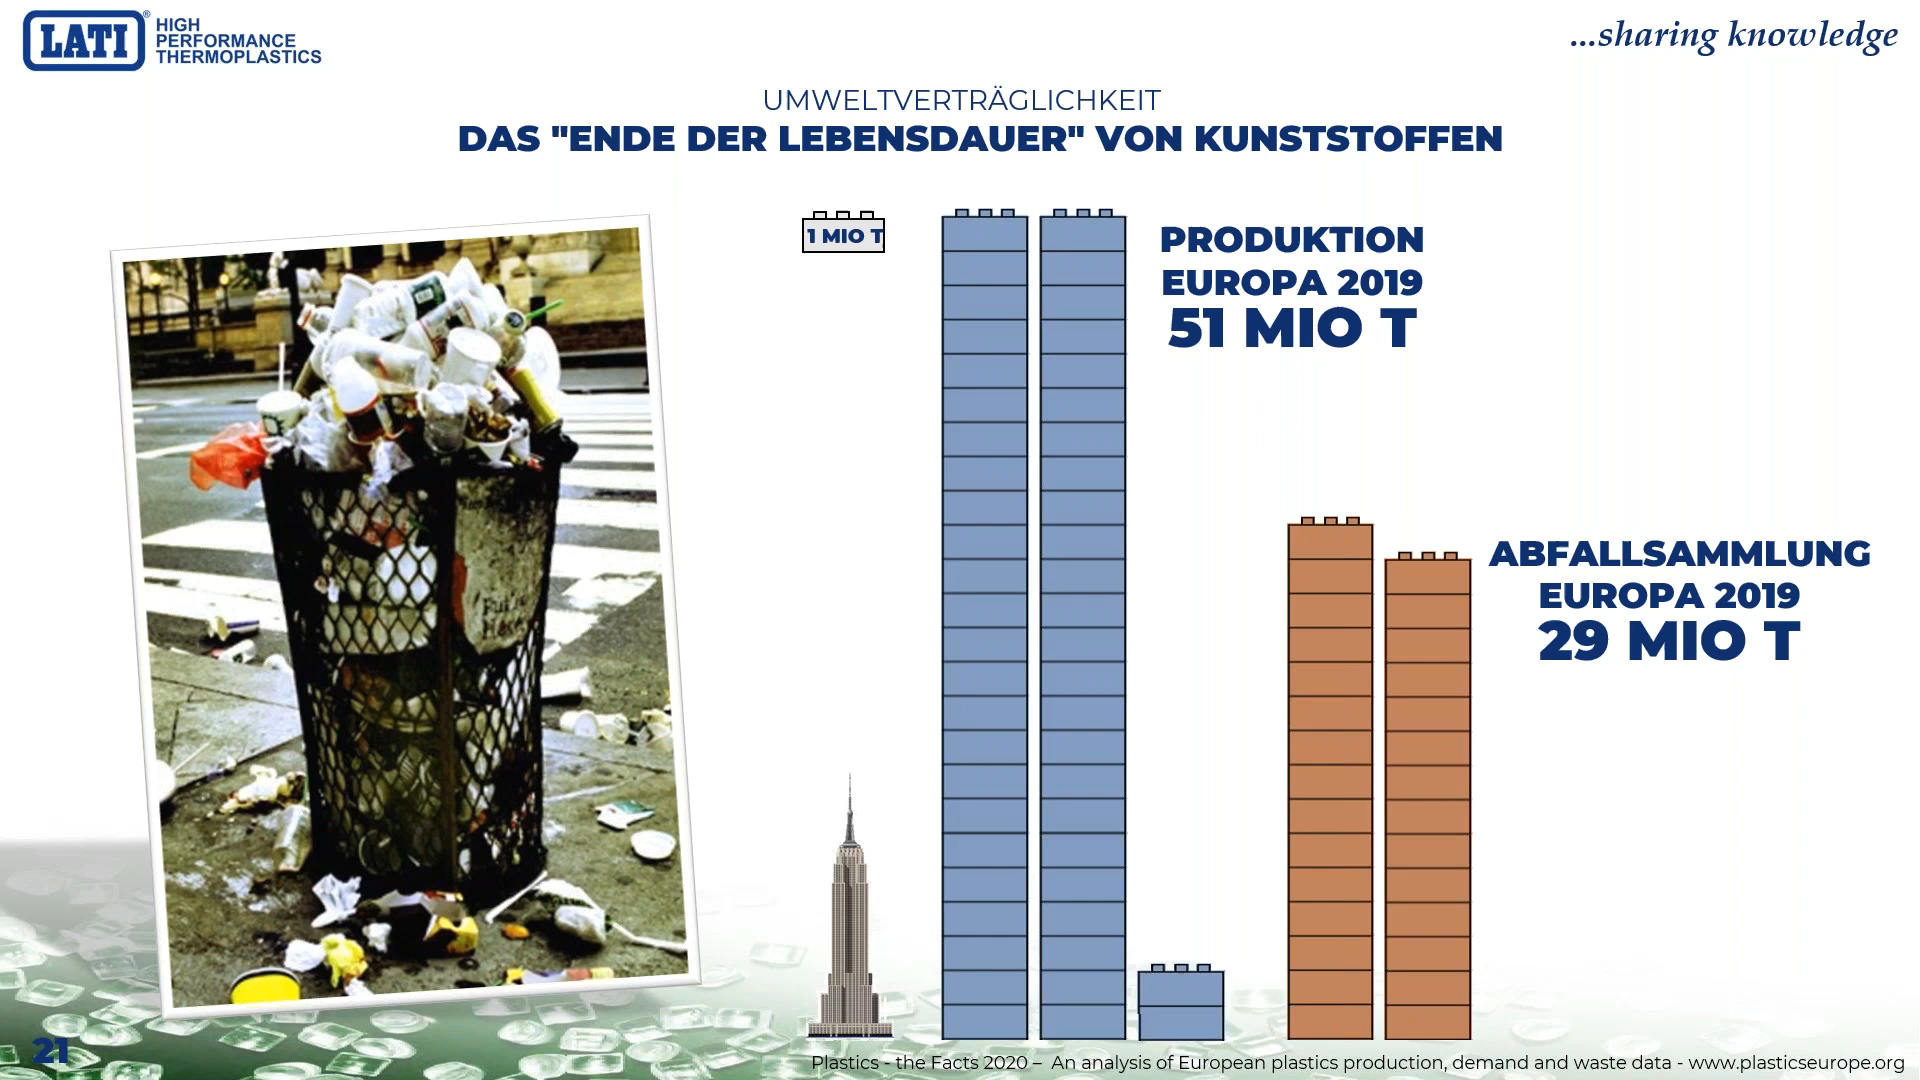 LATI®
HIGH
PERFORMANCE
THERMOPLASTICS
...sharing knowledge
UMWELTVERTRÄGLICHKEIT
DAS "ENDE DER LEBENSDAUER" VON KUNSTSTOFFEN
1 MIO T
PRODUKTION
EUROPA 2019
51 MIO T
ABFALLSAMMLUNG
EUROPA 2019
29 MIO T
21
Plastics - the Facts 2020 – An analysis of European plastics production, demand and waste data - www.plasticseurope.org